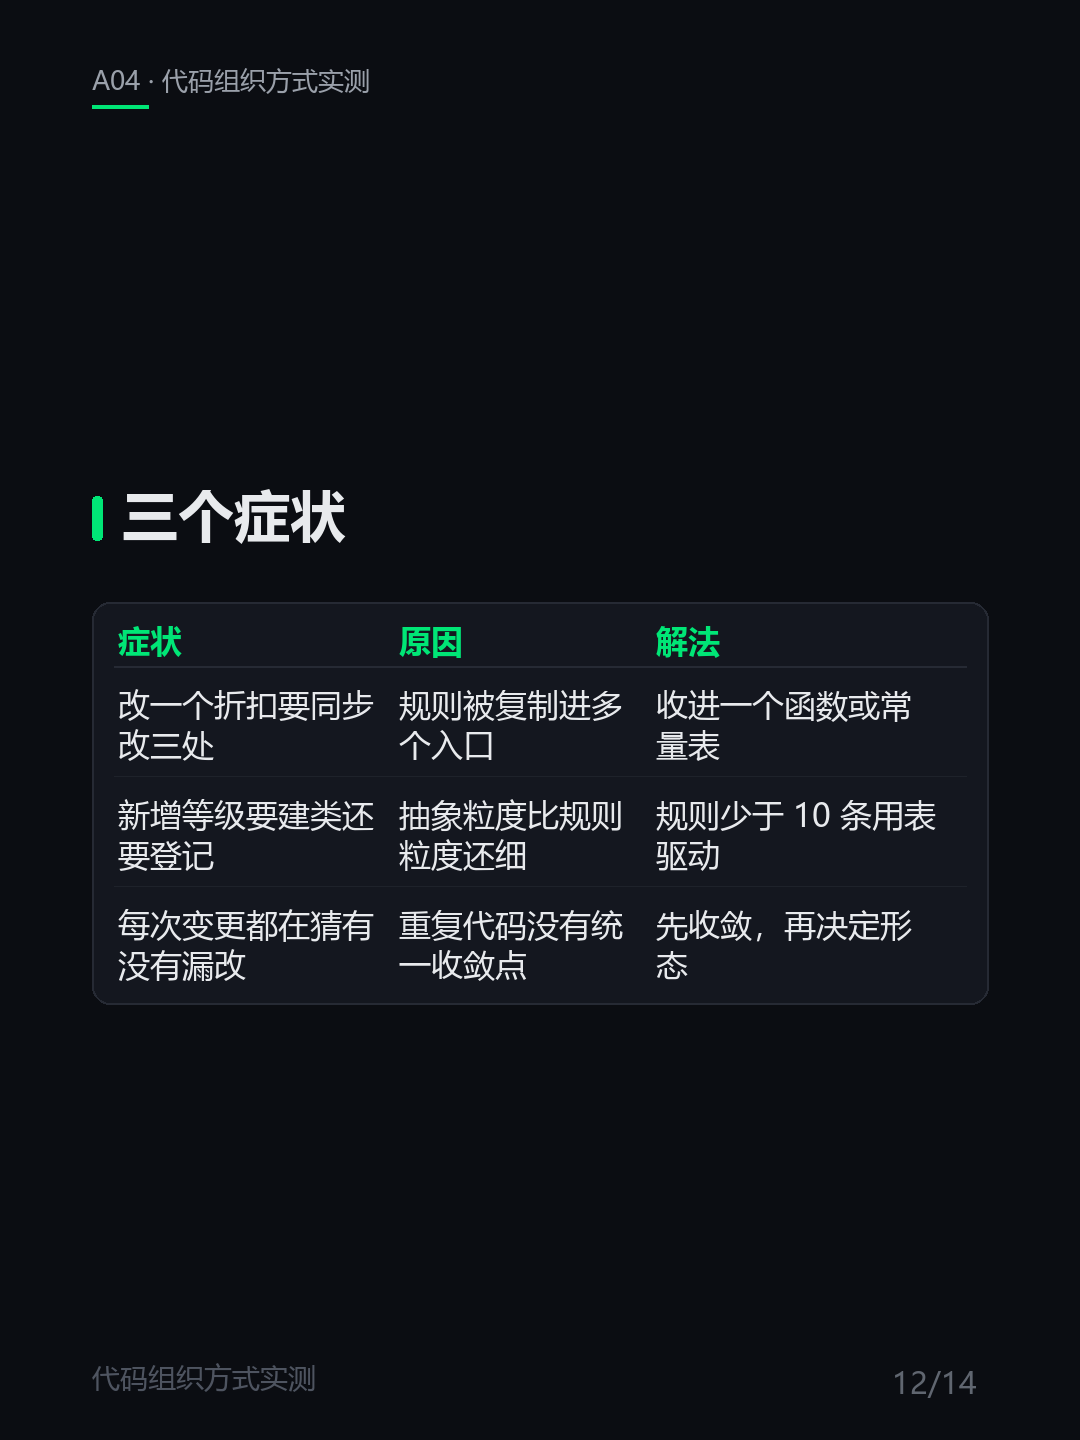 A04 · 代码组织方式实测
三个症状
症状 原因 解法
改一个折扣要同步 规则被复制进多 收进一个函数或常
改三处 个入口 量表
新增等级要建类还 抽象粒度比规则 规则少于 10 条用表
要登记 粒度还细 驱动
每次变更都在猜有 重复代码没有统 先收敛，再决定形
没有漏改 一收敛点 态
代码组织方式实测 12/14